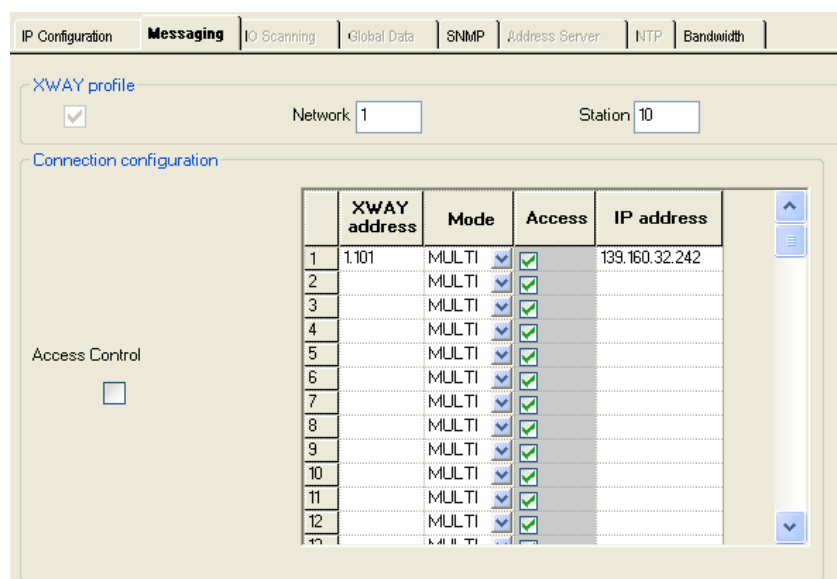 IP Configuration Messaging IO Scanning Global Data SNMP Address Server NTP Bandwidth
XWAY profile
Network 1 Station 10
Connection configuration
XWAY address Mode Access IP address
1 1.101 MULTI 139.160.32.242
2 MULTI
3 MULTI
4 MULTI
Access Control
5 MULTI
6 MULTI
7 MULTI
8 MULTI
9 MULTI
10 MULTI
11 MULTI
12 MULTI
13 MULTI